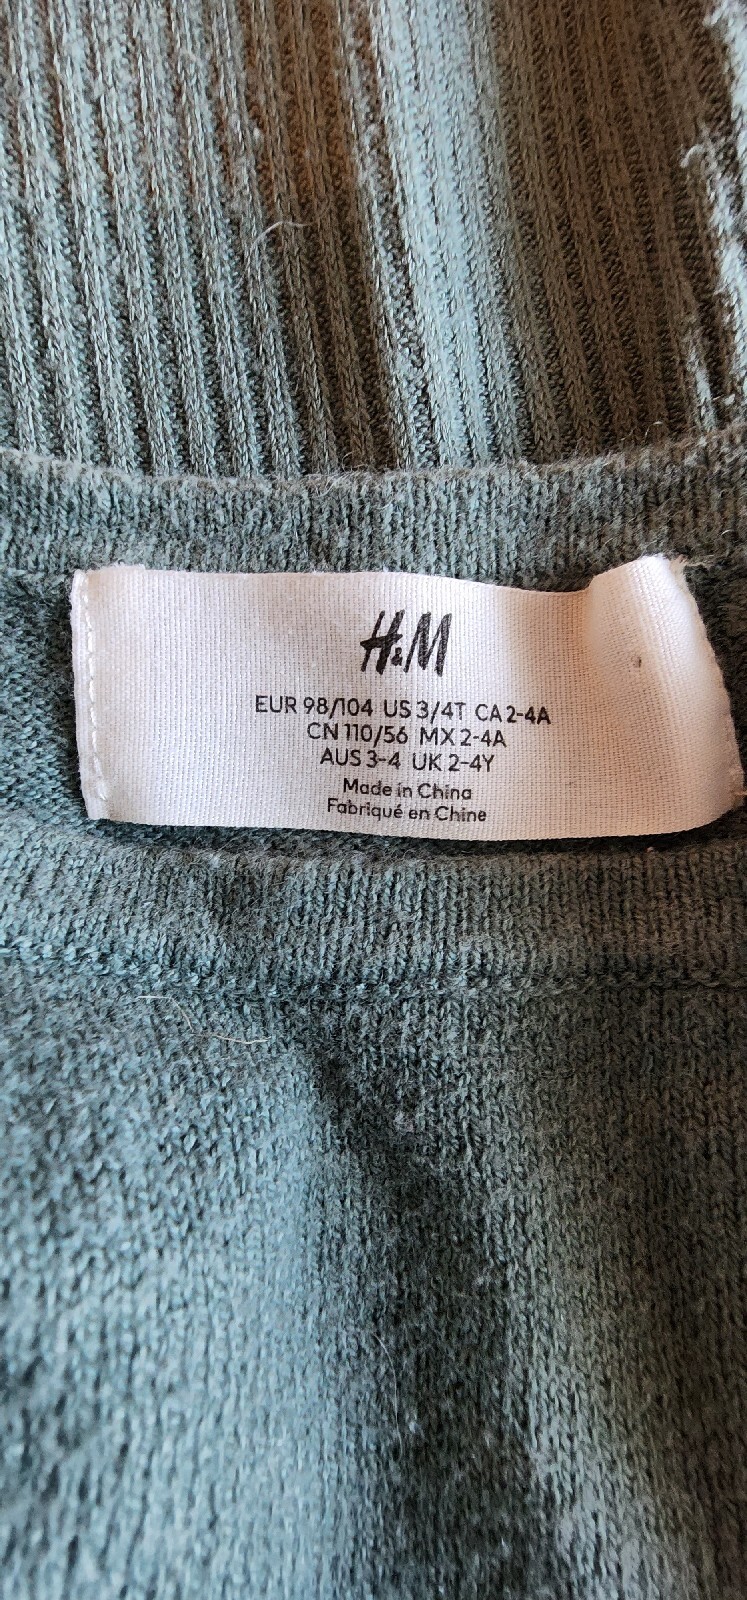 H&M
EUR 98/104 US 3/4T CA 2-4A
CN 110/56 MX 2-4A
AUS 3-4 UK 2-4Y
Made in China
Fabriqué en Chine